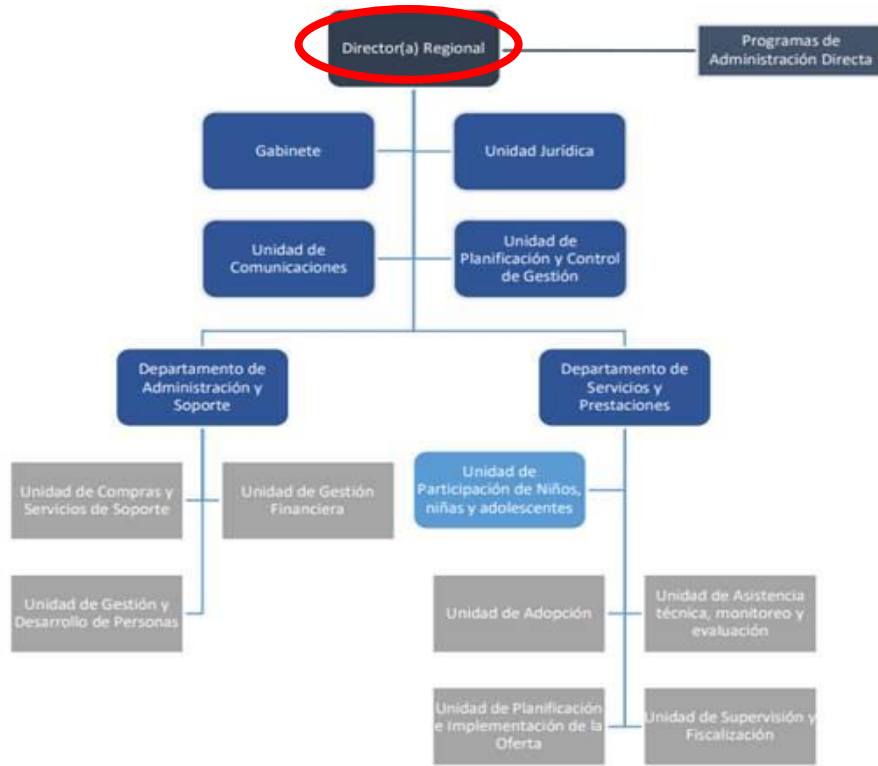 Director(a) Regional
Programas de
Administración Directa
Gabinete
Unidad Jurídica
Unidad de
Comunicaciones
Unidad de
Planificación y Control
de Gestión
Departamento de
Administración y
Soporte
Departamento de
Servicios y
Prestaciones
Unidad de Compras y
Servicios de Soporte
Unidad de Gestión
Financiera
Unidad de
Participación de Niños,
niñas y adolescentes
Unidad de Gestión y
Desarrollo de Personas
Unidad de Adopción
Unidad de Asistencia
técnica, monitoreo y
evaluación
Unidad de Planificación
e Implementación de la
Oferta
Unidad de Supervisión y
Fiscalización